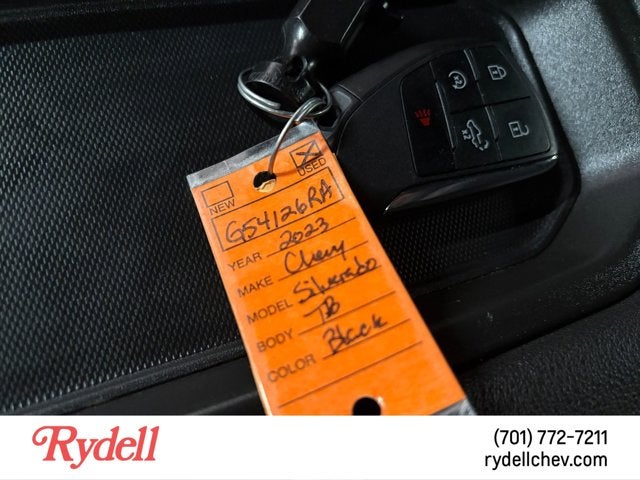 NEW
USED
G54126RA
YEAR 2023
MAKE Chevy
MODEL Silverado
BODY TB
COLOR Black
Rydell
(701) 772-7211
rydellchev.com